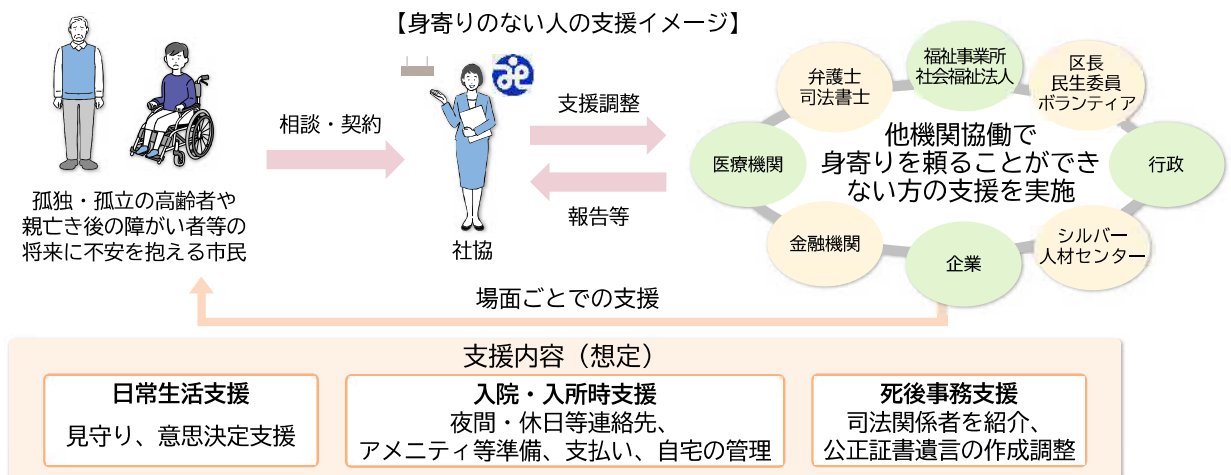 【身寄りのない人の支援イメージ】
相談・契約
孤独・孤立の高齢者や
親亡き後の障がい者等の
将来に不安を抱える市民
社協
支援調整
報告等
福祉事業所
社会福祉法人
弁護士
司法書士
区長
民生委員
ボランティア
医療機関
他機関協働で
身寄りを頼ることができ
ない方の支援を実施
行政
金融機関
企業
シルバー
人材センター
場面ごとでの支援
支援内容（想定）
日常生活支援
見守り、意思決定支援
入院・入所時支援
夜間・休日等連絡先、
アメニティ等準備、支払い、自宅の管理
死後事務支援
司法関係者を紹介、
公正証書遺言の作成調整